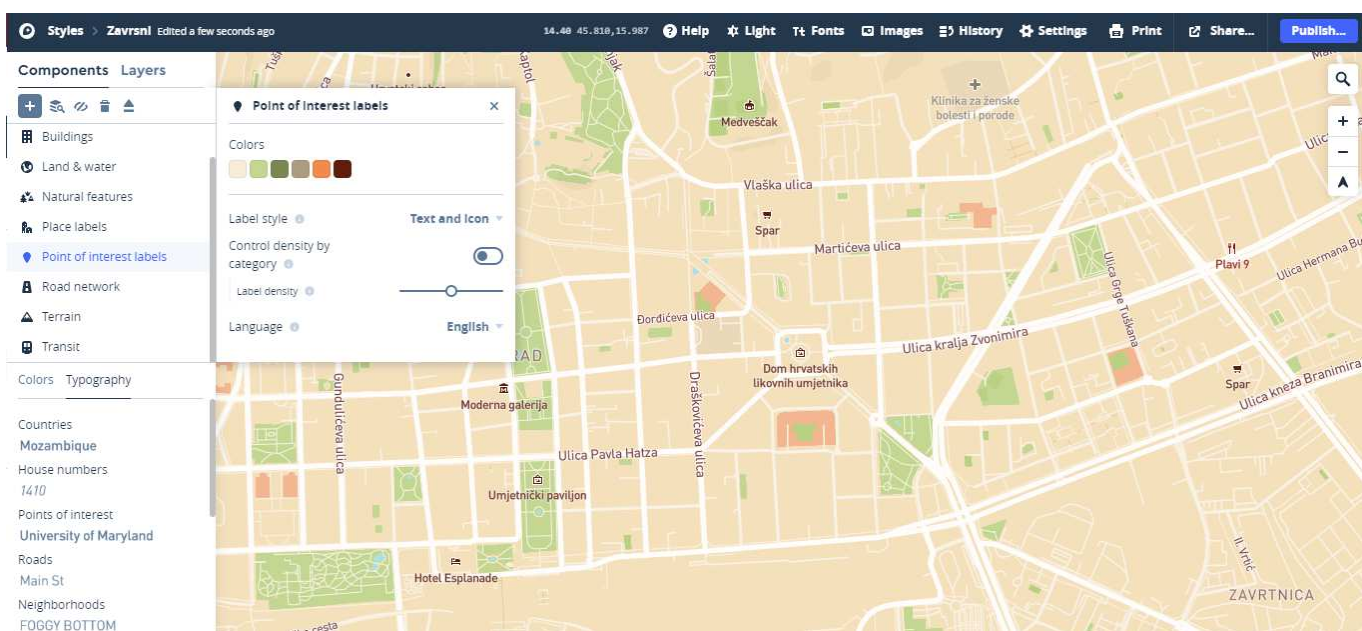 Styles > Zavrsni Edited a few seconds ago
14.40 45.810,15.987 Help Light Tt Fonts Images History Settings Print Share... Publish...
Components Layers
Buildings
Land & water
Natural features
Place labels
Point of interest labels
Road network
Terrain
Transit
Colors Typography
Countries
Mozambique
House numbers
1410
Points of interest
University of Maryland
Roads
Main St
Neighborhoods
FOGGY BOTTOM
Point of interest labels
Colors
Label style Text and Icon
Control density by
category
Label density
Language English
Kaptol
Medveščak
Klinika za ženske
bolesti i porode
Vlaška ulica
Spar
Martićeva ulica
Plavi 9
Ulica Hermana Bu
Ulica Grge Tuškana
Đorđićeva ulica
Ulica kralja Zvonimira
RAD
Dom hrvatskih
likovnih umjetnika
Spar
Ulica kneza Branimira
Gundulićeva ulica
Moderna galerija
Draškovićeva ulica
Ulica Pavla Hatza
Umjetnički paviljon
Hotel Esplanade
II. Vrtić
ZAVRTNICA
cesta